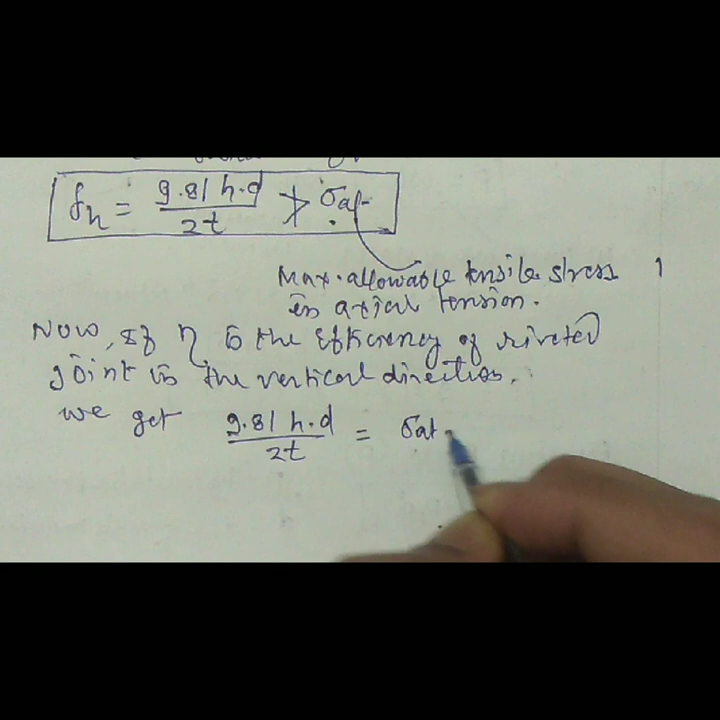 fh = 9.81 h.d / 2t ≯ σat
Max. allowable tensile stress 1
in axial tension.
Now, if η is the efficiency of riveted
joint in the vertical direction.
we get 9.81 h.d / 2t = σat.